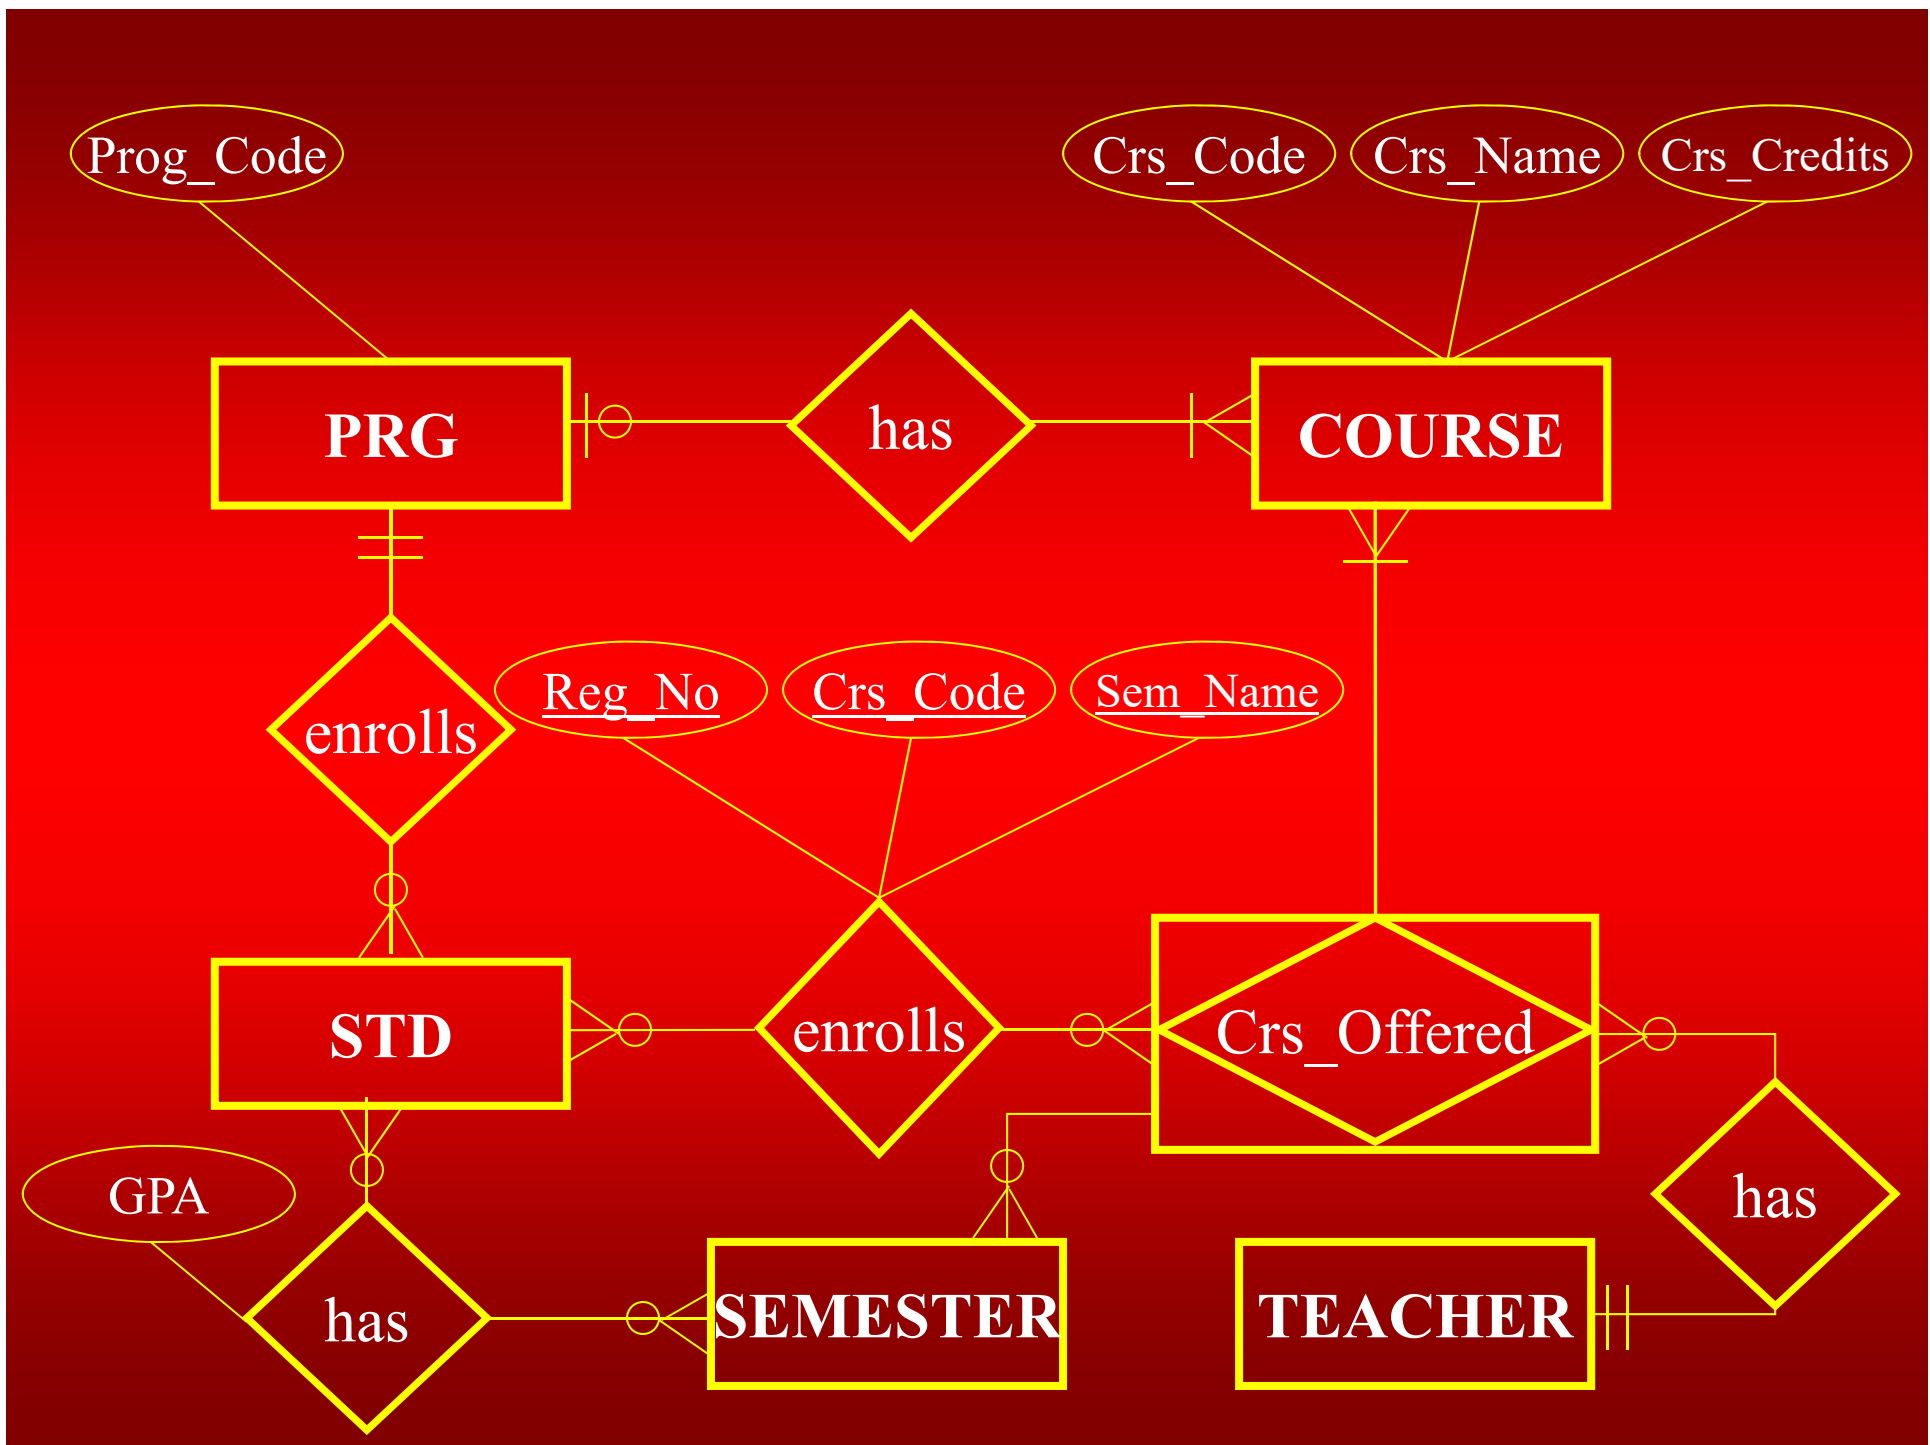 Prog_Code
Crs_Code
Crs_Name
Crs_Credits
PRG
has
COURSE
enrolls
Reg_No
Crs_Code
Sem_Name
STD
enrolls
Crs_Offered
GPA
has
has
SEMESTER
TEACHER